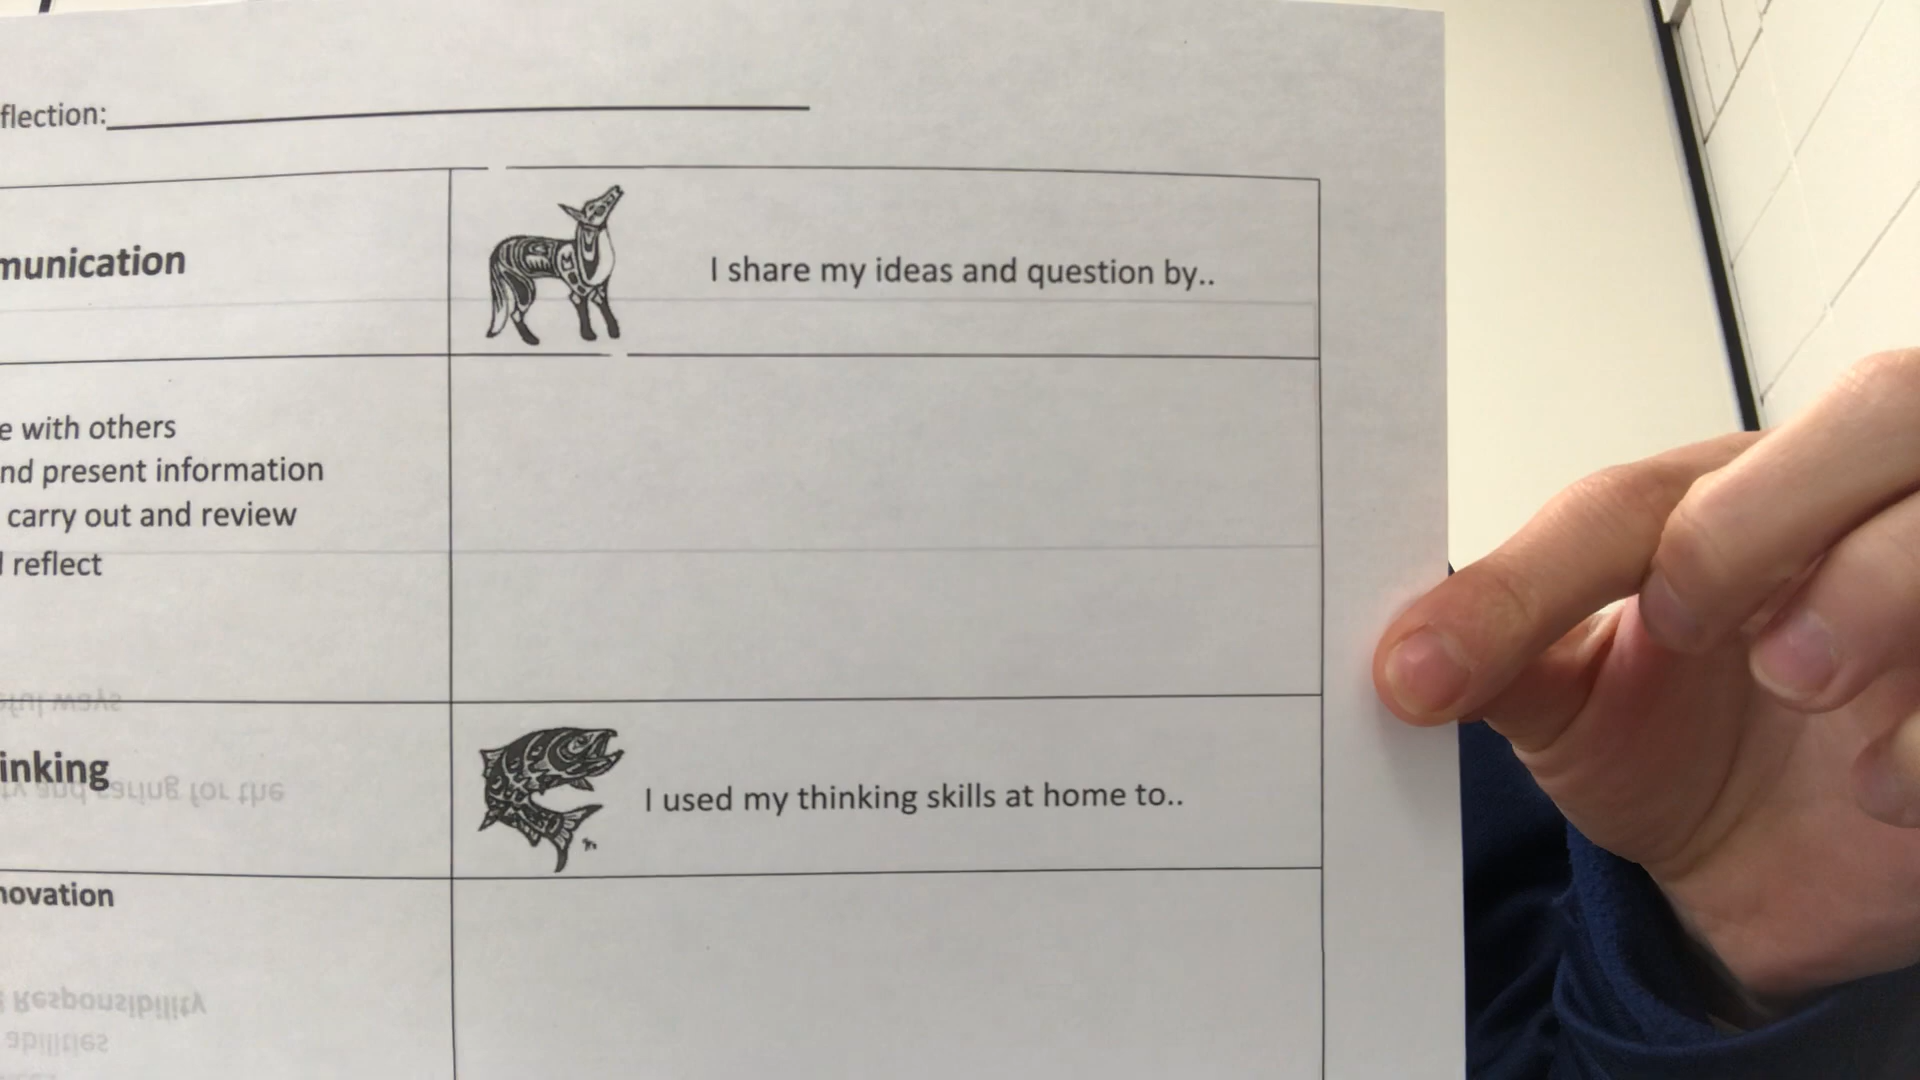 flection:
munication
I share my ideas and question by..
e with others
nd present information
carry out and review
reflect
inking
I used my thinking skills at home to..
novation